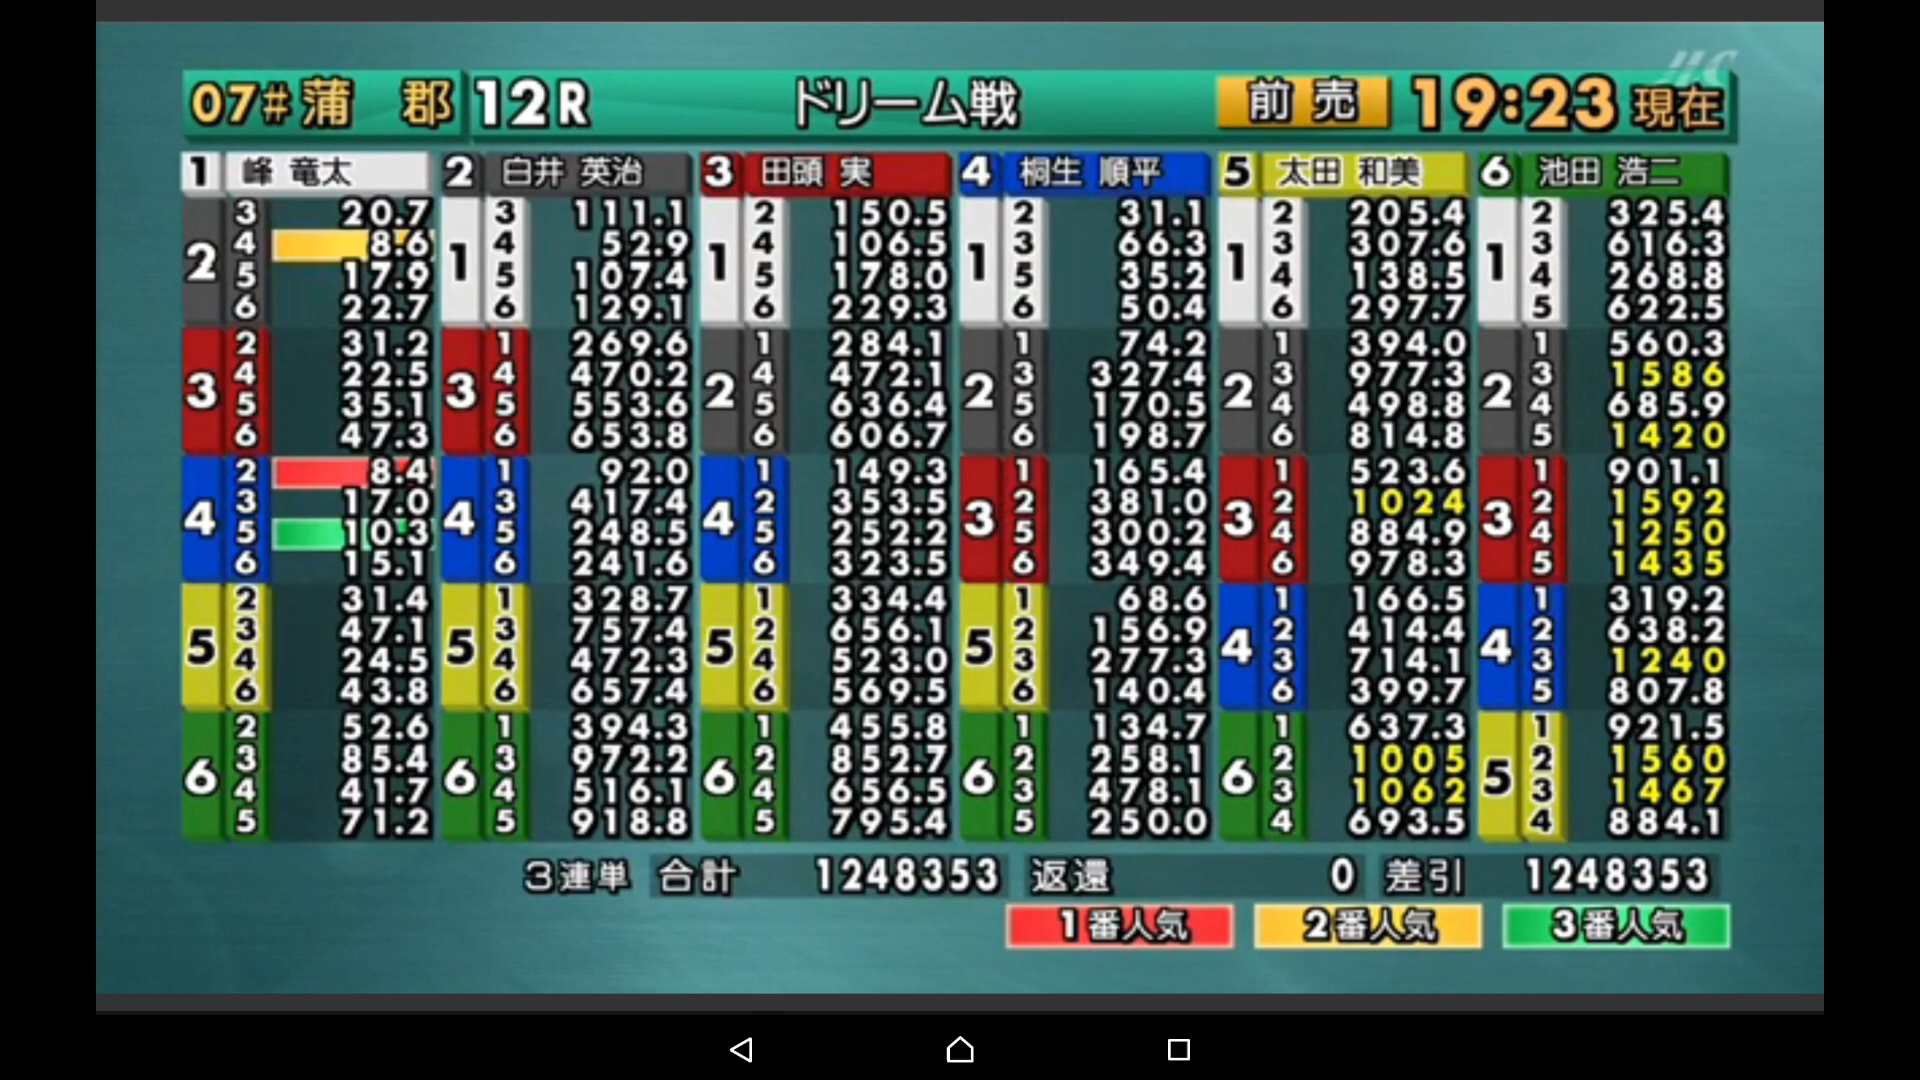 07# 蒲 郡 12R ドリーム戦 前売 19:23 現在
1 峰 竜太 2 白井 英治 3 田頭 実 4 桐生 順平 5 太田 和美 6 池田 浩二
2 3 20.7 1 3 111.1 1 2 150.5 1 2 31.1 1 2 205.4 1 2 325.4
4 8.6 4 52.9 4 106.5 3 66.3 3 307.6 3 616.3
5 17.9 5 107.4 5 178.0 5 35.2 4 138.5 4 268.8
6 22.7 6 129.1 6 229.3 6 50.4 6 297.7 5 622.5
3 2 31.2 3 1 269.6 2 1 284.1 2 1 74.2 2 1 394.0 2 1 560.3
4 22.5 4 470.2 4 472.1 3 327.4 3 977.3 3 1586
5 35.1 5 553.6 5 636.4 5 170.5 4 498.8 4 685.9
6 47.3 6 653.8 6 606.7 6 198.7 6 814.8 5 1420
4 2 8.4 4 1 92.0 4 1 149.3 3 1 165.4 3 1 523.6 3 1 901.1
3 17.0 3 417.4 2 353.5 2 381.0 2 1024 2 1592
5 10.3 5 248.5 5 252.2 5 300.2 4 884.9 4 1250
6 15.1 6 241.6 6 323.5 6 349.4 6 978.3 5 1435
5 2 31.4 5 1 328.7 5 1 334.4 5 1 68.6 4 1 166.5 4 1 319.2
3 47.1 3 757.4 2 656.1 2 156.9 2 414.4 2 638.2
4 24.5 4 472.3 4 523.0 3 277.3 3 714.1 3 1240
6 43.8 6 657.4 6 569.5 6 140.4 6 399.7 5 807.8
6 2 52.6 6 1 394.3 6 1 455.8 6 1 134.7 6 1 637.3 5 1 921.5
3 85.4 3 972.2 2 852.7 2 258.1 2 1005 2 1560
4 41.7 4 516.1 4 656.5 3 478.1 3 1062 3 1467
5 71.2 5 918.8 5 795.4 5 250.0 4 693.5 4 884.1
3連単 合計 1248353 返還 0 差引 1248353
1番人気 2番人気 3番人気